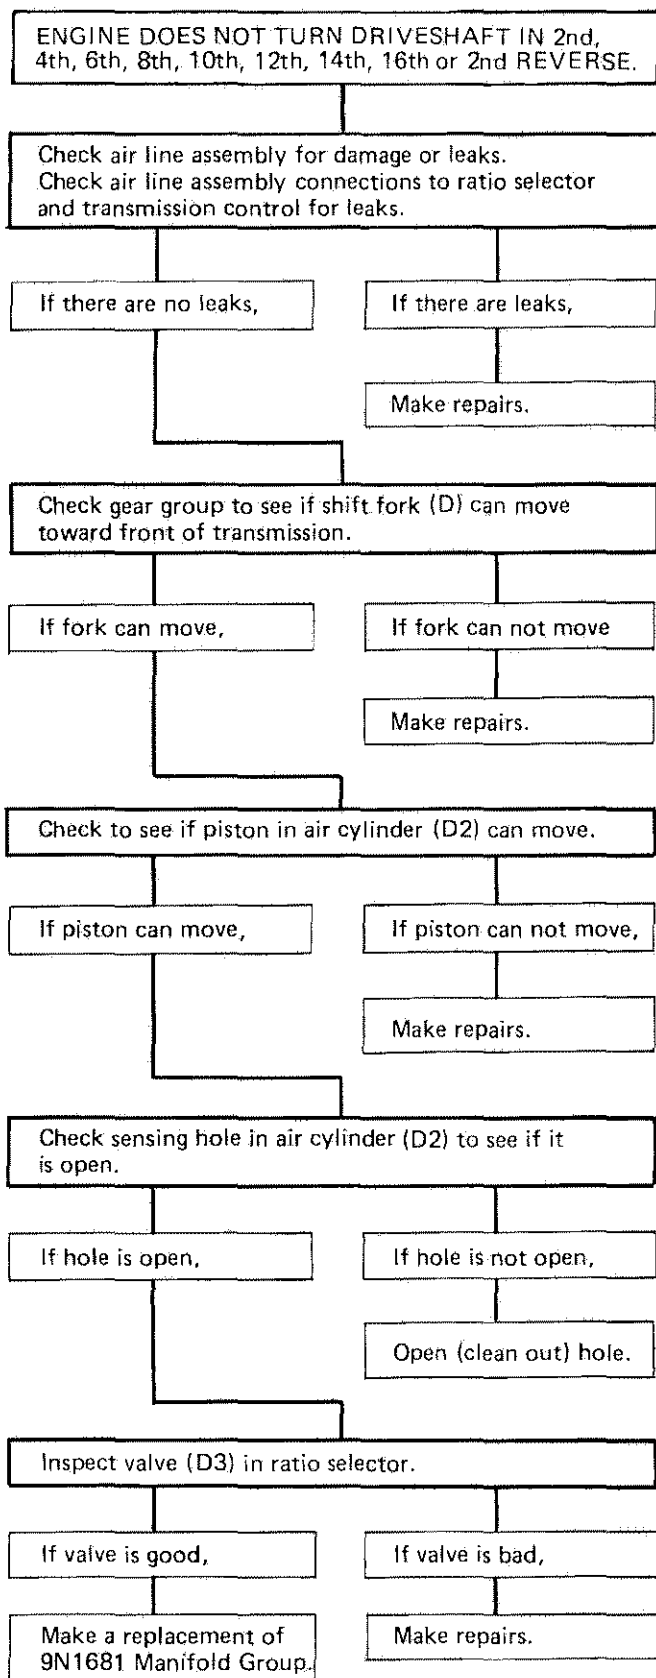 ENGINE DOES NOT TURN DRIVESHAFT IN 2nd,
4th, 6th, 8th, 10th, 12th, 14th, 16th or 2nd REVERSE.
Check air line assembly for damage or leaks.
Check air line assembly connections to ratio selector
and transmission control for leaks.
If there are no leaks,
If there are leaks,
Make repairs.
Check gear group to see if shift fork (D) can move
toward front of transmission.
If fork can move,
If fork can not move
Make repairs.
Check to see if piston in air cylinder (D2) can move.
If piston can move,
If piston can not move,
Make repairs.
Check sensing hole in air cylinder (D2) to see if it
is open.
If hole is open,
If hole is not open,
Open (clean out) hole.
Inspect valve (D3) in ratio selector.
If valve is good,
If valve is bad,
Make a replacement of
9N1681 Manifold Group.
Make repairs.